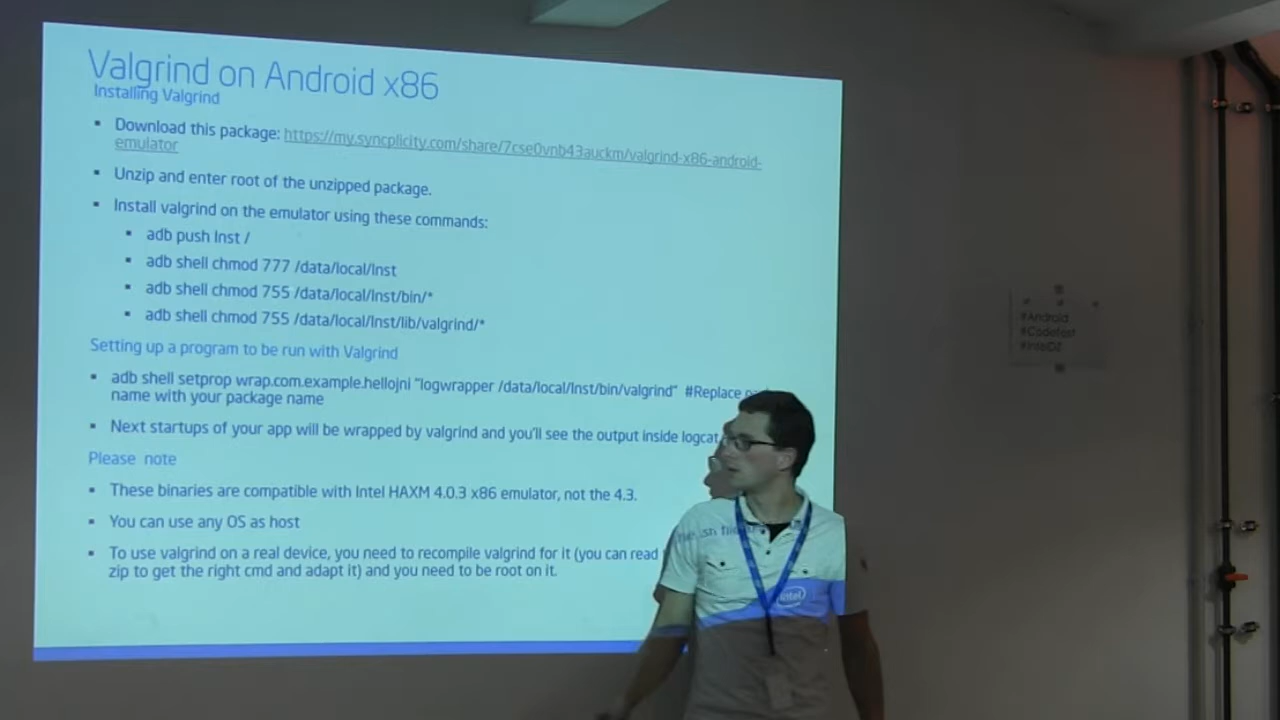 Valgrind on Android x86
Installing Valgrind
▪ Download this package: https://my.syncplicity.com/share/7cse0vnb43auckm/valgrind-x86-android-
emulator
▪ Unzip and enter root of the unzipped package.
▪ Install valgrind on the emulator using these commands:
▪ adb push Inst /
▪ adb shell chmod 777 /data/local/Inst
▪ adb shell chmod 755 /data/local/Inst/bin/*
▪ adb shell chmod 755 /data/local/Inst/lib/valgrind/*
Setting up a program to be run with Valgrind
▪ adb shell setprop wrap.com.example.hellojni "logwrapper /data/local/Inst/bin/valgrind" #Replace
name with your package name
▪ Next startups of your app will be wrapped by valgrind and you'll see the output inside logcat
Please note
▪ These binaries are compatible with Intel HAXM 4.0.3 x86 emulator, not the 4.3.
▪ You can use any OS as host
▪ To use valgrind on a real device, you need to recompile valgrind for it (you can read the .sh file
zip to get the right cmd and adapt it) and you need to be root on it.
intel
#Android
#Codefest
#IntelDZ